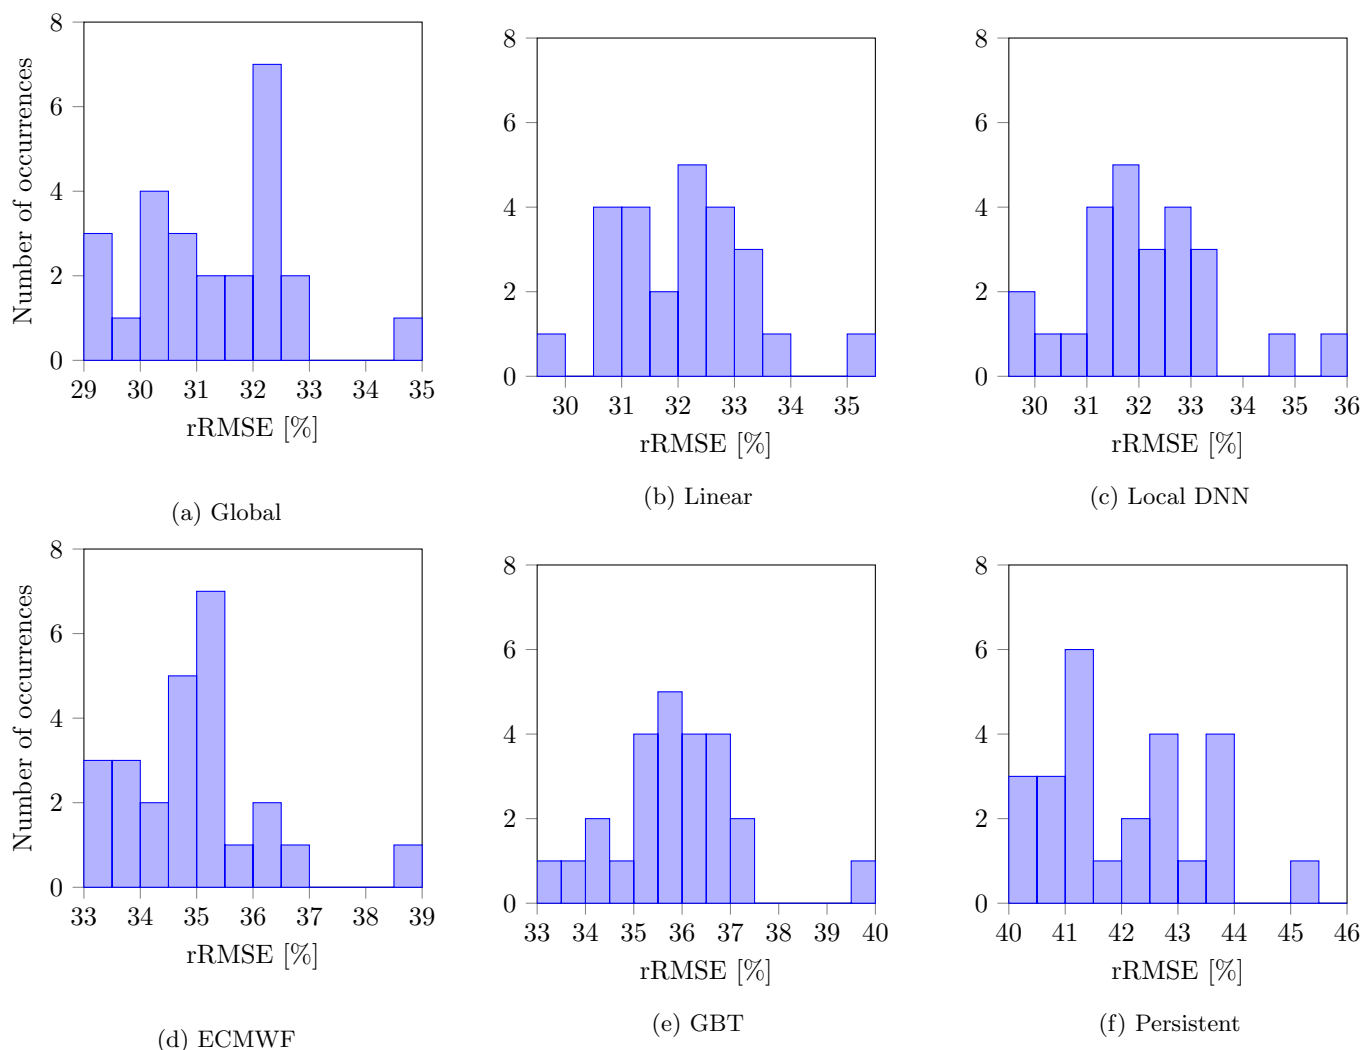 8
6
4
2
0
Number of occurrences
29 30 31 32 33 34 35
rRMSE [%]
(a) Global
8
6
4
2
0
30 31 32 33 34 35
rRMSE [%]
(b) Linear
8
6
4
2
0
30 31 32 33 34 35 36
rRMSE [%]
(c) Local DNN
8
6
4
2
0
Number of occurrences
33 34 35 36 37 38 39
rRMSE [%]
(d) ECMWF
8
6
4
2
0
33 34 35 36 37 38 39 40
rRMSE [%]
(e) GBT
8
6
4
2
0
40 41 42 43 44 45 46
rRMSE [%]
(f) Persistent